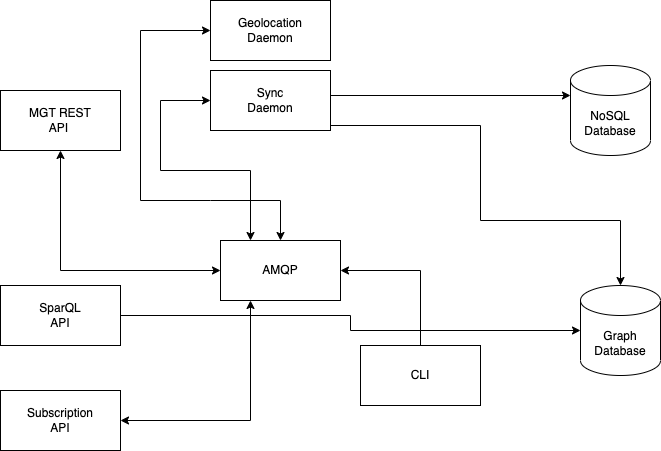 Geolocation
Daemon
Sync
Daemon
MGT REST
API
NoSQL
Database
AMQP
SparQL
API
Graph
Database
CLI
Subscription
API